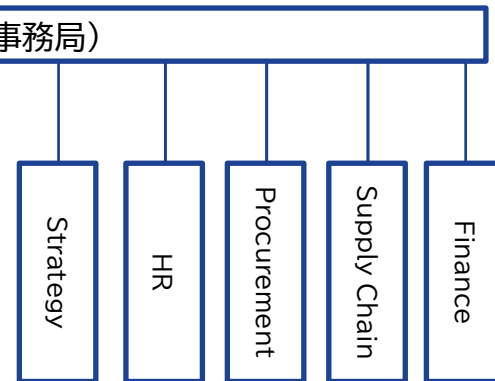 事務局）
Strategy
HR
Procurement
Supply Chain
Finance